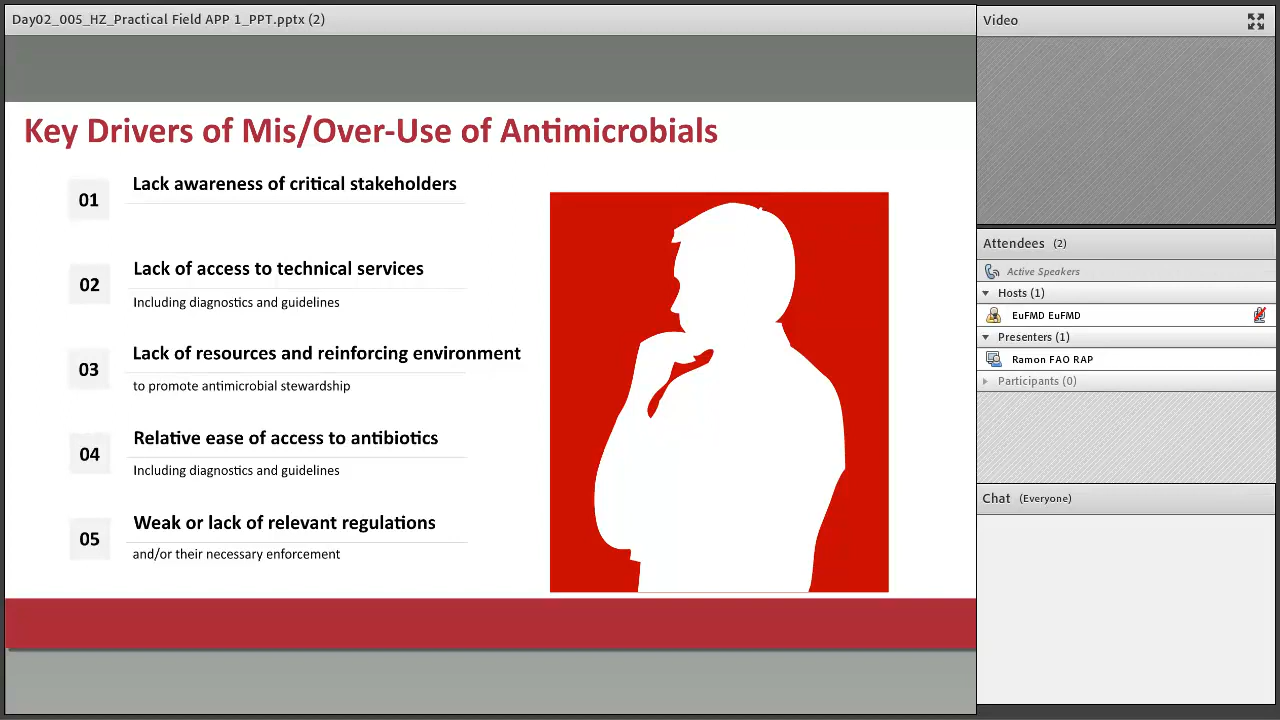 Day02_005_HZ_Practical Field APP 1_PPT.pptx (2)
Key Drivers of Mis/Over-Use of Antimicrobials
01
Lack awareness of critical stakeholders
02
Lack of access to technical services
Including diagnostics and guidelines
03
Lack of resources and reinforcing environment
to promote antimicrobial stewardship
04
Relative ease of access to antibiotics
Including diagnostics and guidelines
05
Weak or lack of relevant regulations
and/or their necessary enforcement
Video
Attendees (2)
Active Speakers
Hosts (1)
EuFMD EuFMD
Presenters (1)
Ramon FAO RAP
Participants (0)
Chat (Everyone)